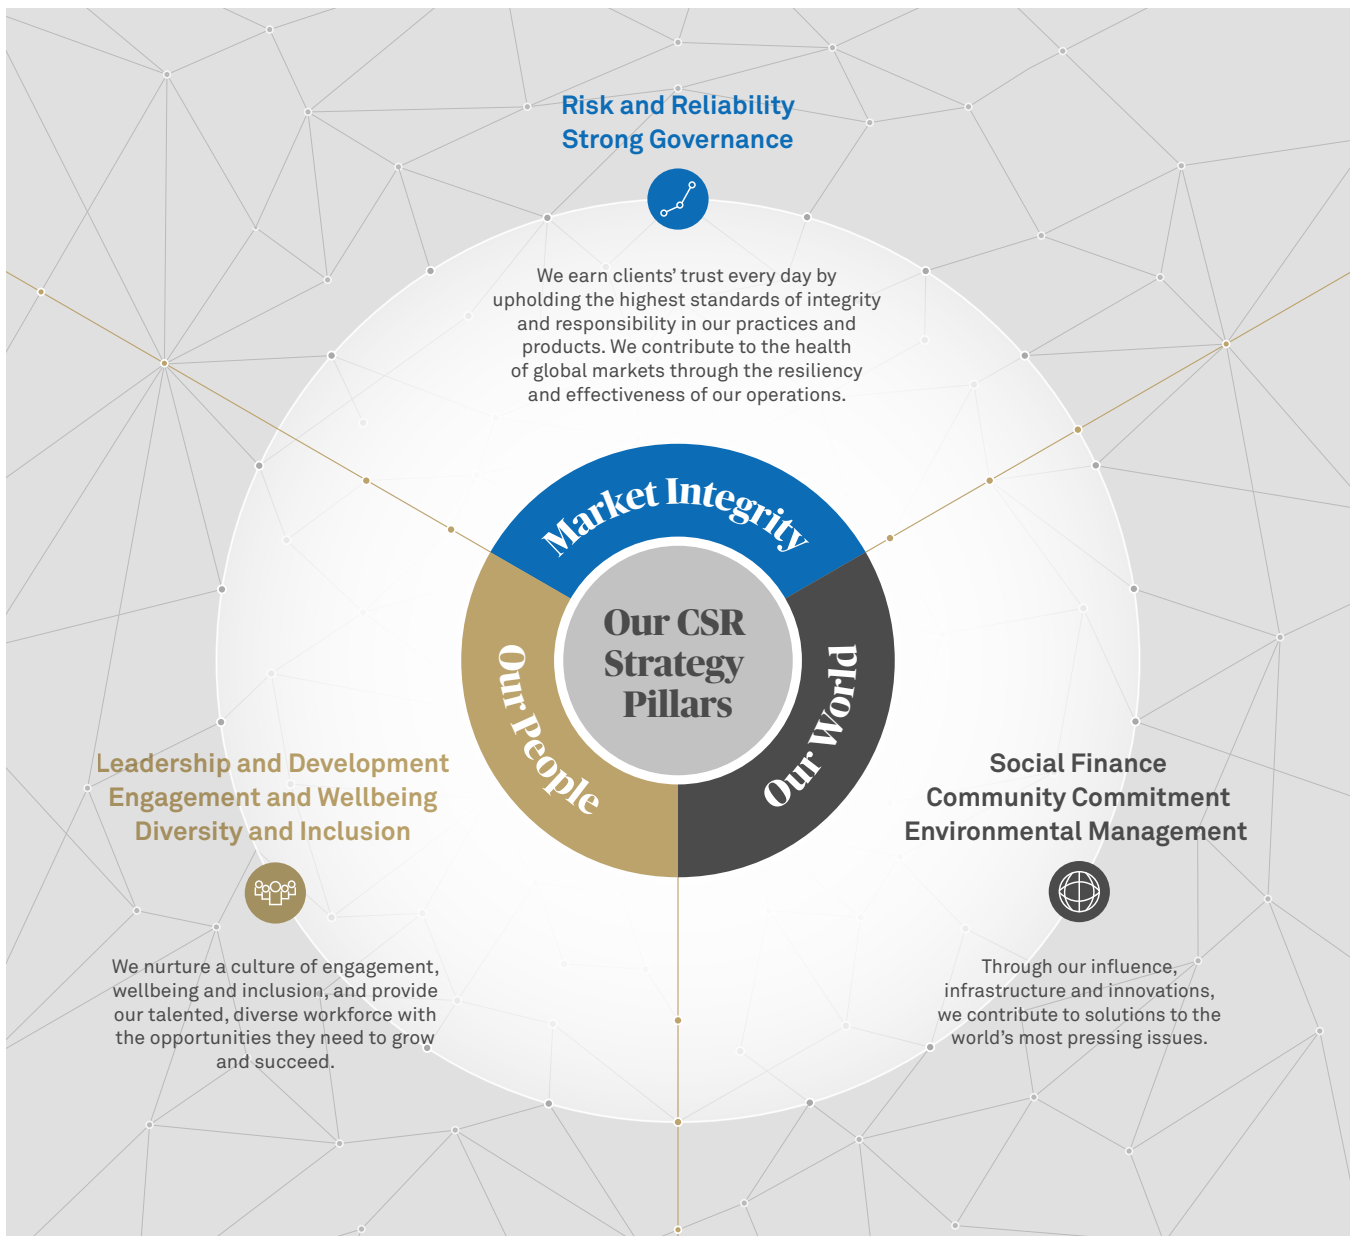 Risk and Reliability
Strong Governance
We earn clients’ trust every day by
upholding the highest standards of integrity
and responsibility in our practices and
products. We contribute to the health
of global markets through the resiliency
and effectiveness of our operations.
Market Integrity
Our CSR
Strategy
Pillars
Our People
Our World
Leadership and Development
Engagement and Wellbeing
Diversity and Inclusion
We nurture a culture of engagement,
wellbeing and inclusion, and provide
our talented, diverse workforce with
the opportunities they need to grow
and succeed.
Social Finance
Community Commitment
Environmental Management
Through our influence,
infrastructure and innovations,
we contribute to solutions to the
world’s most pressing issues.